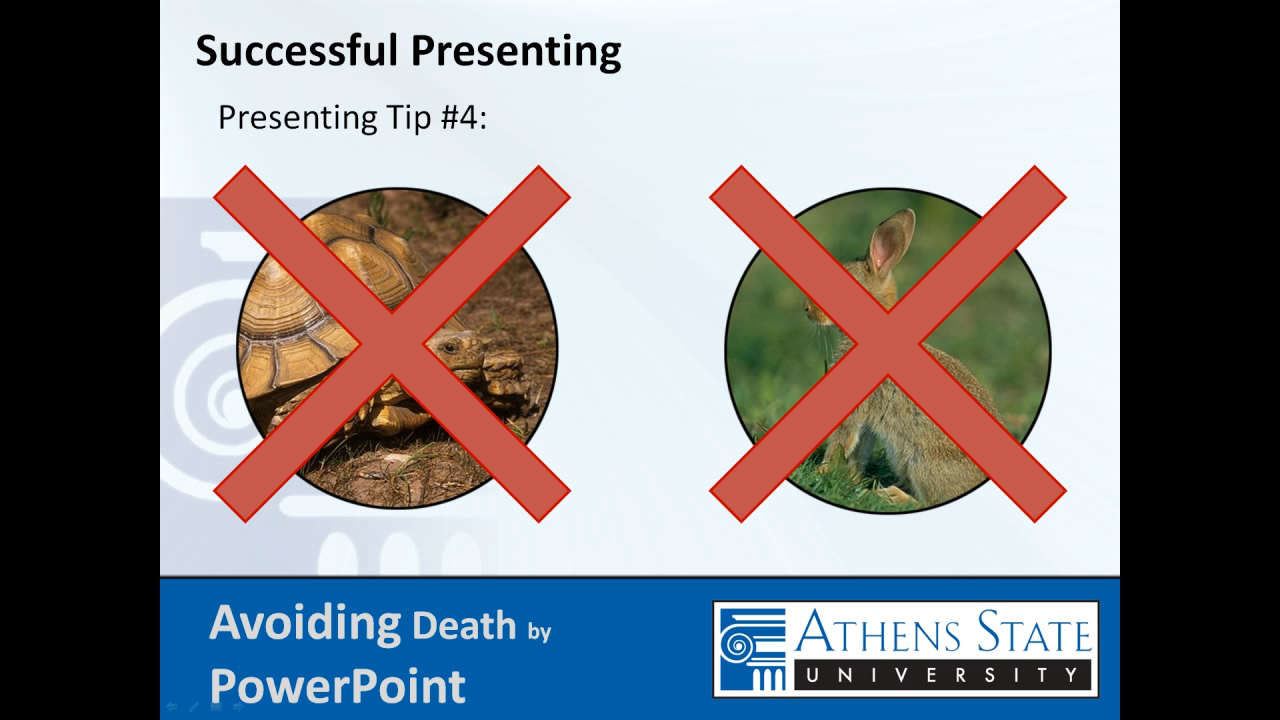 Successful Presenting
Presenting Tip #4:
Avoiding Death by
PowerPoint
ATHENS STATE
UNIVERSITY